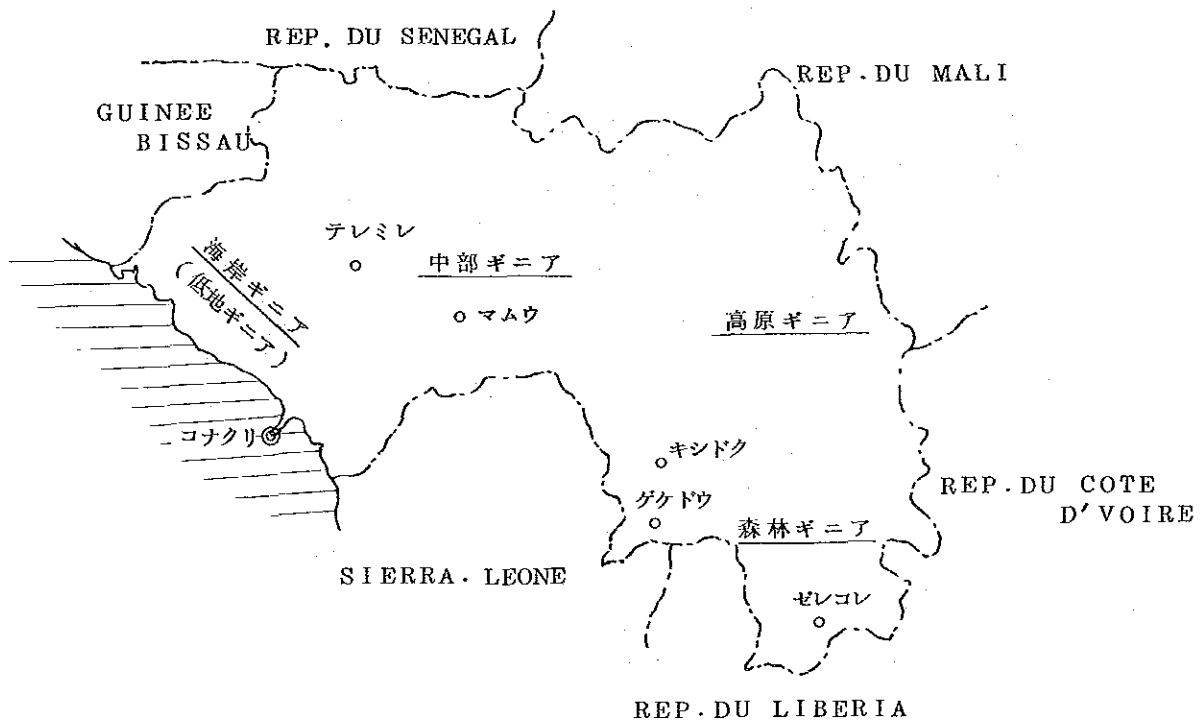 REP. DU SENEGAL
REP. DU MALI
GUINEE
BISSAU
テレミレ
海岸ギニア
(低地ギニア)
中部ギニア
マムウ
高原ギニア
コナクリ
キシドク
REP. DU COTE
D'VOIRE
ゲケドウ
森林ギニア
SIERRA. LEONE
ゼレコレ
REP. DU LIBERIA